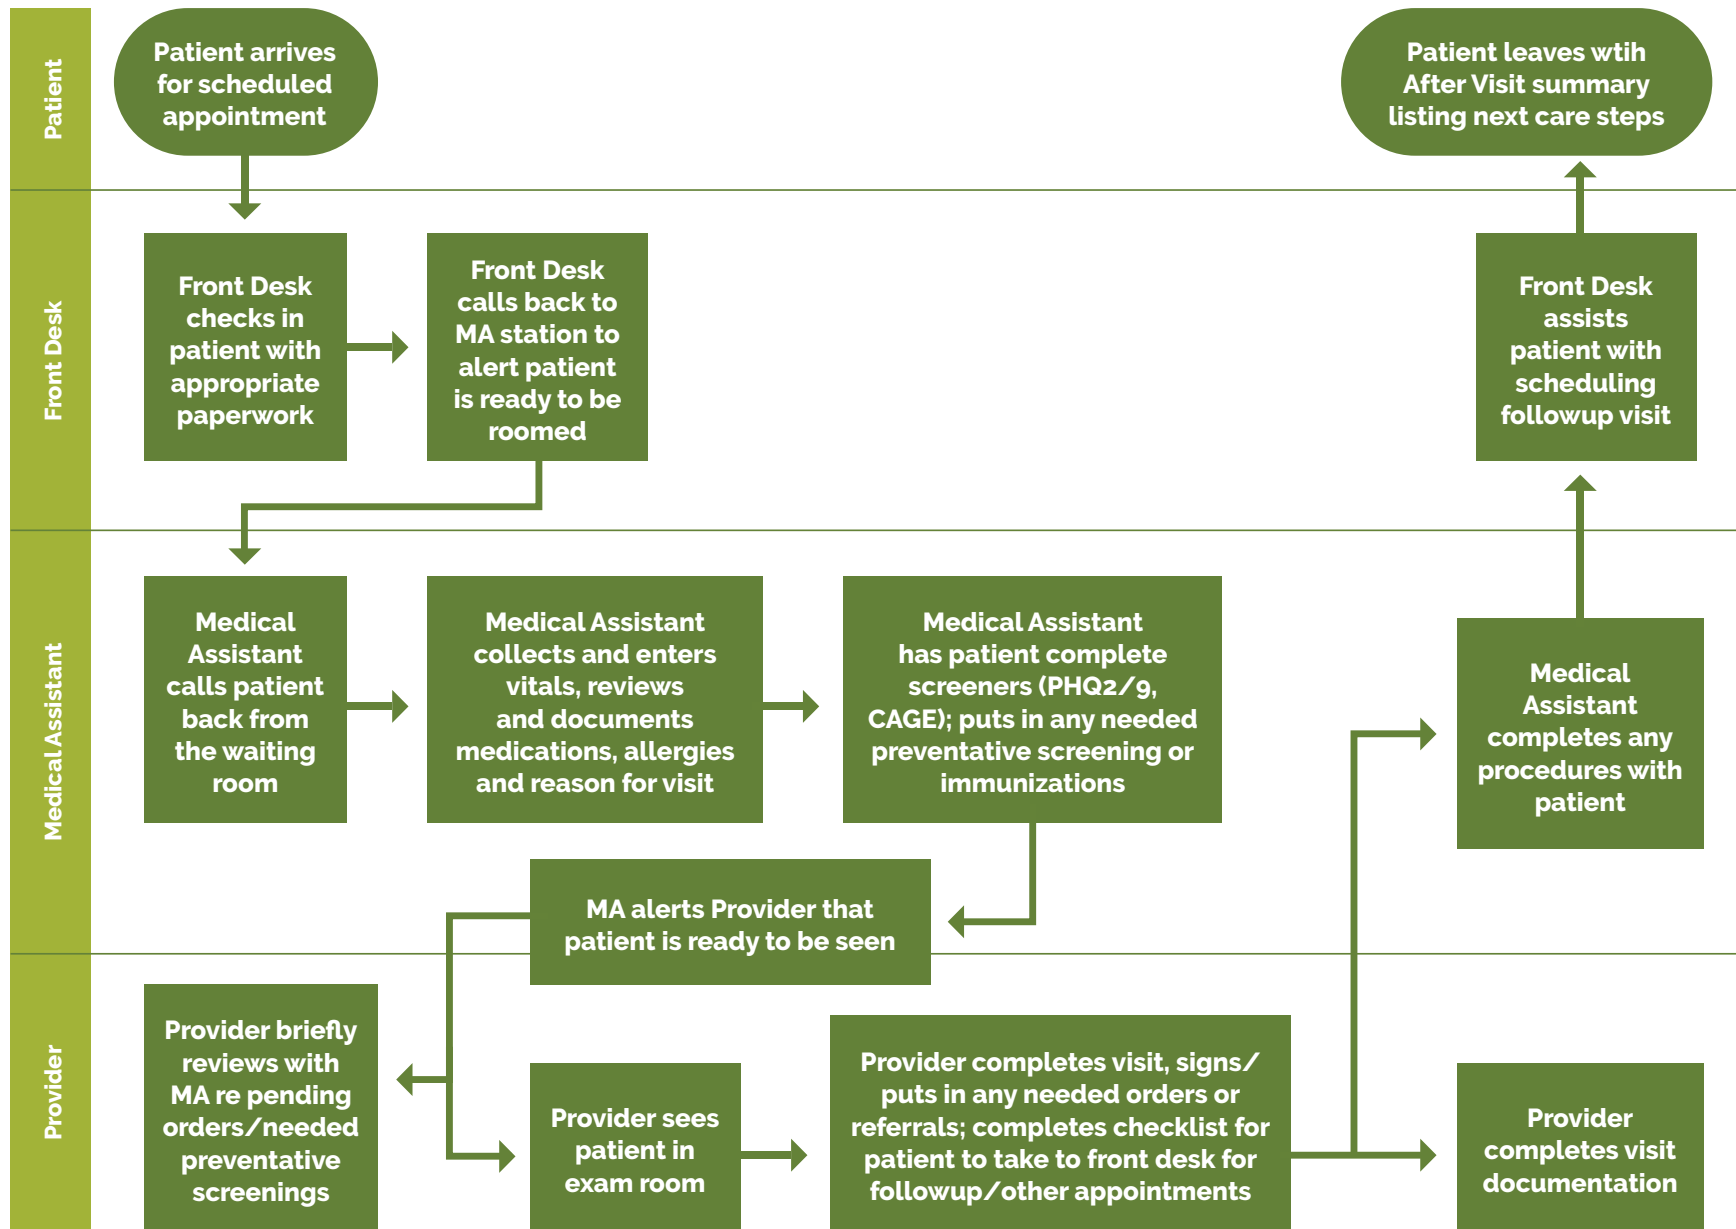 Patient
Patient arrives
for scheduled
appointment
Patient leaves wtih
After Visit summary
listing next care steps
Front Desk
Front Desk
checks in
patient with
appropriate
paperwork
Front Desk
calls back to
MA station to
alert patient
is ready to be
roomed
Front Desk
assists
patient with
scheduling
followup visit
Medical Assistant
Medical
Assistant
calls patient
back from
the waiting
room
Medical Assistant
collects and enters
vitals, reviews
and documents
medications, allergies
and reason for visit
Medical Assistant
has patient complete
screeners (PHQ2/9,
CAGE); puts in any needed
preventative screening or
immunizations
Medical
Assistant
completes any
procedures with
patient
MA alerts Provider that
patient is ready to be seen
Provider
Provider briefly
reviews with
MA re pending
orders/needed
preventative
screenings
Provider sees
patient in
exam room
Provider completes visit, signs/
puts in any needed orders or
referrals; completes checklist for
patient to take to front desk for
followup/other appointments
Provider
completes visit
documentation